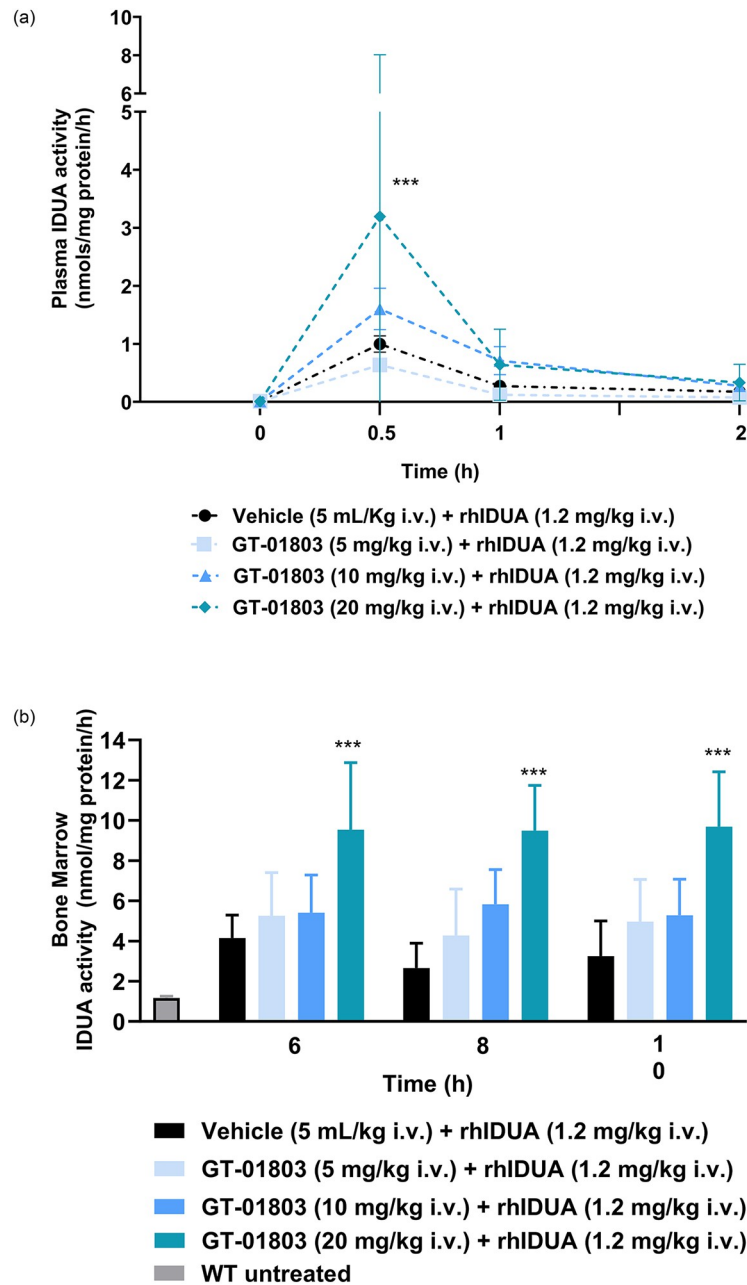 (a)
10
8
6
5
4
3
2
1
0
Plasma IDUA activity
(nmols/mg protein/h)
***
0 0.5 1 2
Time (h)
Vehicle (5 mL/Kg i.v.) + rhIDUA (1.2 mg/kg i.v.)
GT-01803 (5 mg/kg i.v.) + rhIDUA (1.2 mg/kg i.v.)
GT-01803 (10 mg/kg i.v.) + rhIDUA (1.2 mg/kg i.v.)
GT-01803 (20 mg/kg i.v.) + rhIDUA (1.2 mg/kg i.v.)
(b)
Bone Marrow
IDUA activity (nmol/mg protein/h)
14
12
10
8
6
4
2
0
*** *** ***
6 8 1
0
Time (h)
Vehicle (5 mL/kg i.v.) + rhIDUA (1.2 mg/kg i.v.)
GT-01803 (5 mg/kg i.v.) + rhIDUA (1.2 mg/kg i.v.)
GT-01803 (10 mg/kg i.v.) + rhIDUA (1.2 mg/kg i.v.)
GT-01803 (20 mg/kg i.v.) + rhIDUA (1.2 mg/kg i.v.)
WT untreated